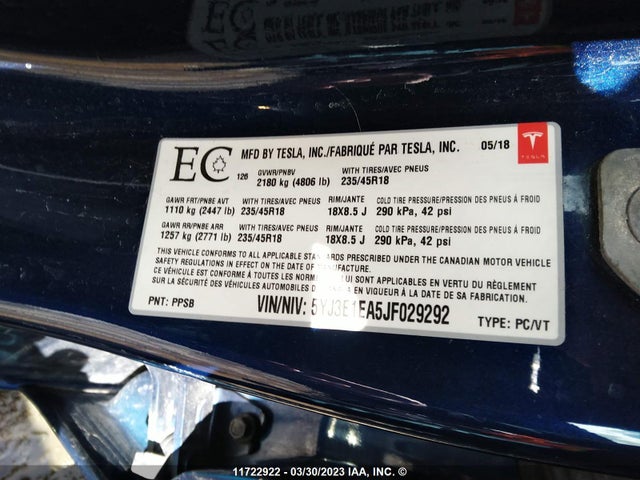 EC 126
MFD BY TESLA, INC./FABRIQUÉ PAR TESLA, INC. 05/18
GVWR/PNBV WITH TIRES/AVEC PNEUS
2180 kg (4806 lb) 235/45R18
TESLA
GAWR FRT/PNBE AVT WITH TIRES/AVEC PNEUS RIM/JANTE COLD TIRE PRESSURE/PRESSION DES PNEUS À FROID
1110 kg (2447 lb) 235/45R18 18X8.5 J 290 kPa, 42 psi
GAWR RR/PNBE ARR WITH TIRES/AVEC PNEUS RIM/JANTE COLD TIRE PRESSURE/PRESSION DES PNEUS À FROID
1257 kg (2771 lb) 235/45R18 18X8.5 J 290 kPa, 42 psi
THIS VEHICLE CONFORMS TO ALL APPLICABLE STANDARDS PRESCRIBED UNDER THE CANADIAN MOTOR VEHICLE
SAFETY REGULATIONS IN EFFECT ON THE DATE OF MANUFACTURE.
CE VÉHICULE EST CONFORME À TOUTES LES NORMES QUI LUI SONT APPLICABLES EN VERTU DU RÈGLEMENT
SUR LA SÉCURITÉ DES VÉHICULES AUTOMOBILES DU CANADA EN VIGUEUR À LA DATE DE SA FABRICATION.
PNT: PPSB VIN/NIV: 5YJ3E1EA5JF029292 TYPE: PC/VT
11722922 - 03/30/2023 IAA, INC. ©